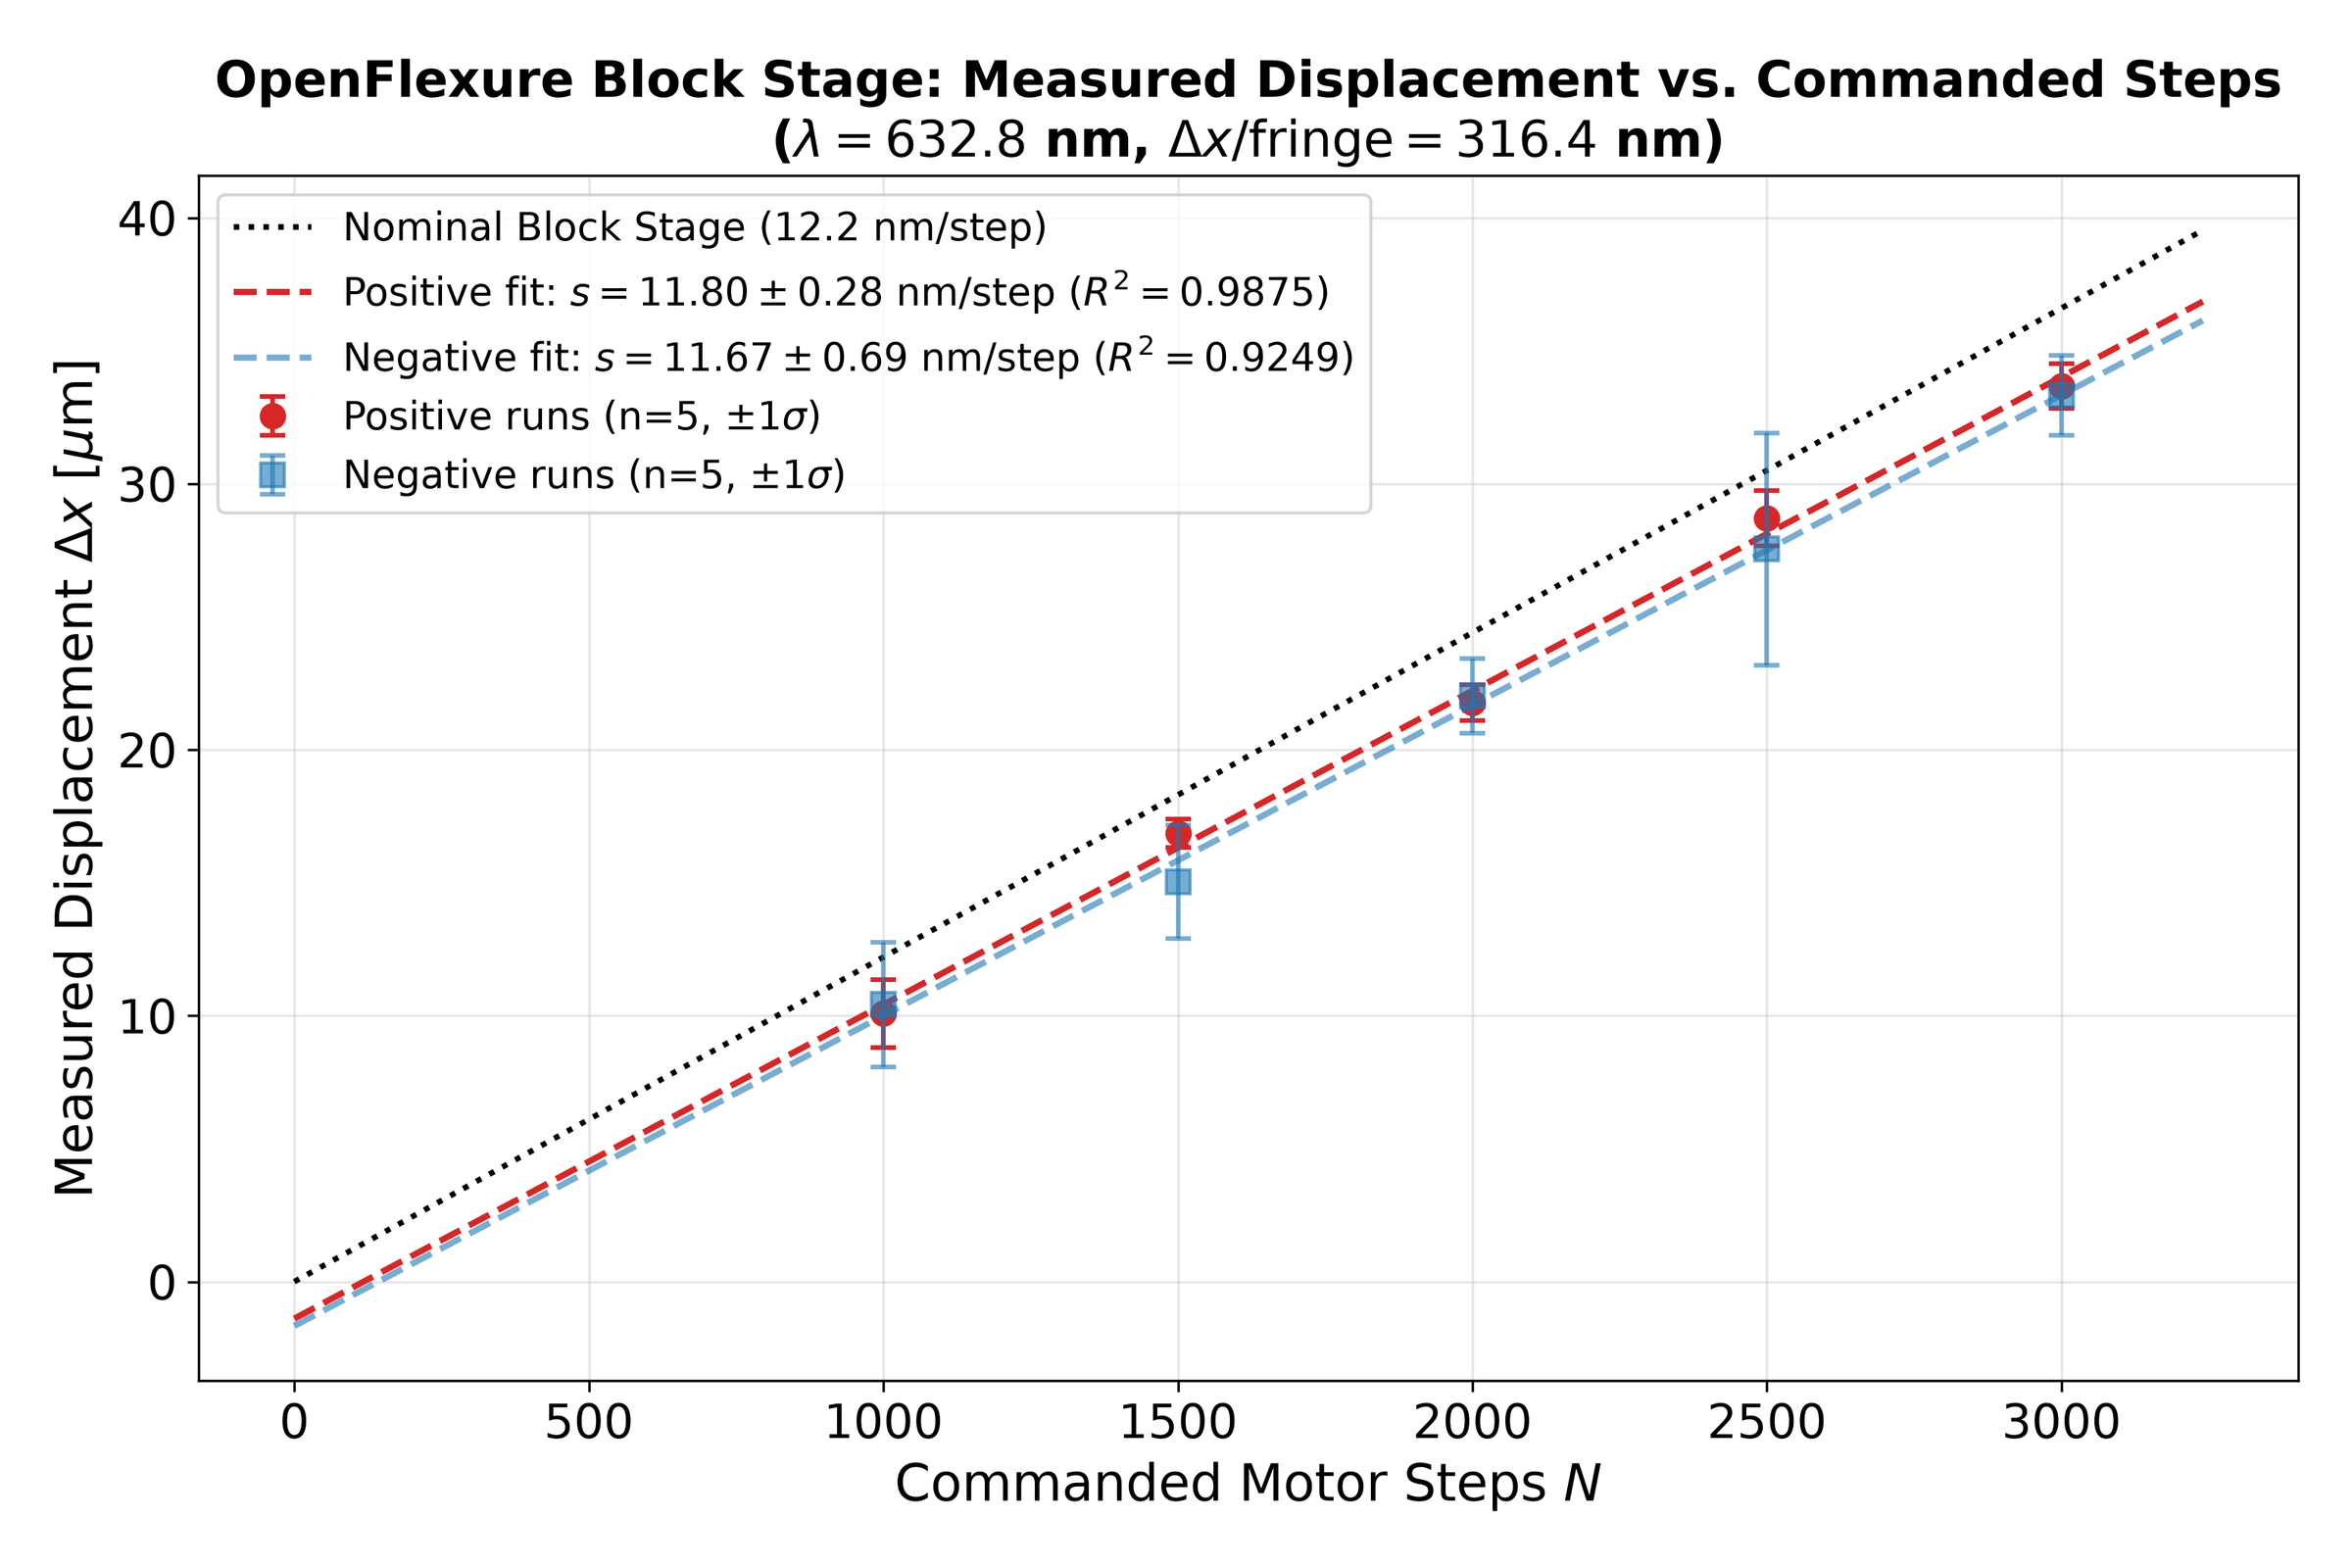 OpenFlexure Block Stage: Measured Displacement vs. Commanded Steps
(λ = 632.8 nm, Δx/fringe = 316.4 nm)
Nominal Block Stage (12.2 nm/step)
Positive fit: s = 11.80 ± 0.28 nm/step (R² = 0.9875)
Negative fit: s = 11.67 ± 0.69 nm/step (R² = 0.9249)
Positive runs (n=5, ±1σ)
Negative runs (n=5, ±1σ)
Measured Displacement Δx [μm]
40
30
20
10
0
0 500 1000 1500 2000 2500 3000
Commanded Motor Steps N